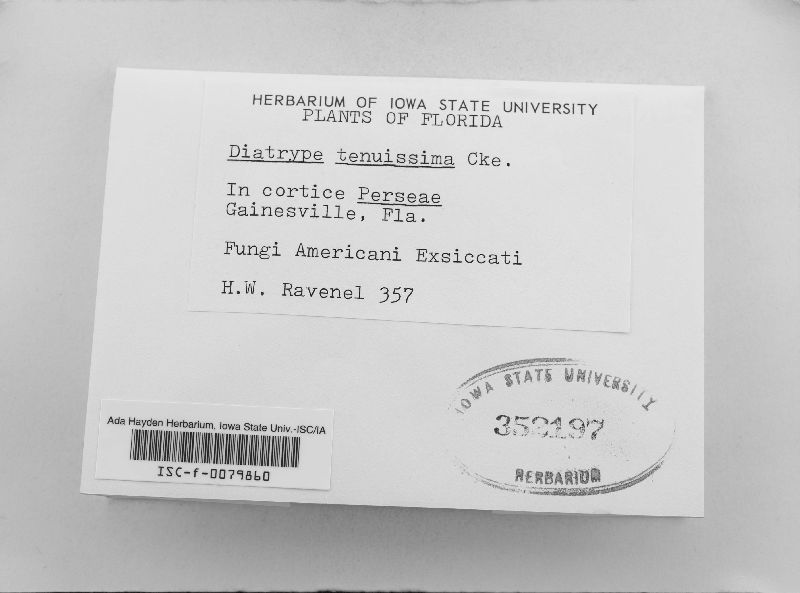 HERBARIUM OF IOWA STATE UNIVERSITY
PLANTS OF FLORIDA
Diatrype tenuissima Cke.
In cortice Perseae
Gainesville, Fla.
Fungi Americani Exsiccati
H.W. Ravenel 357
IOWA STATE UNIVERSITY
352197
HERBARIUM
Ada Hayden Herbarium, Iowa State Univ.-ISC/IA
ISC-f-0079860